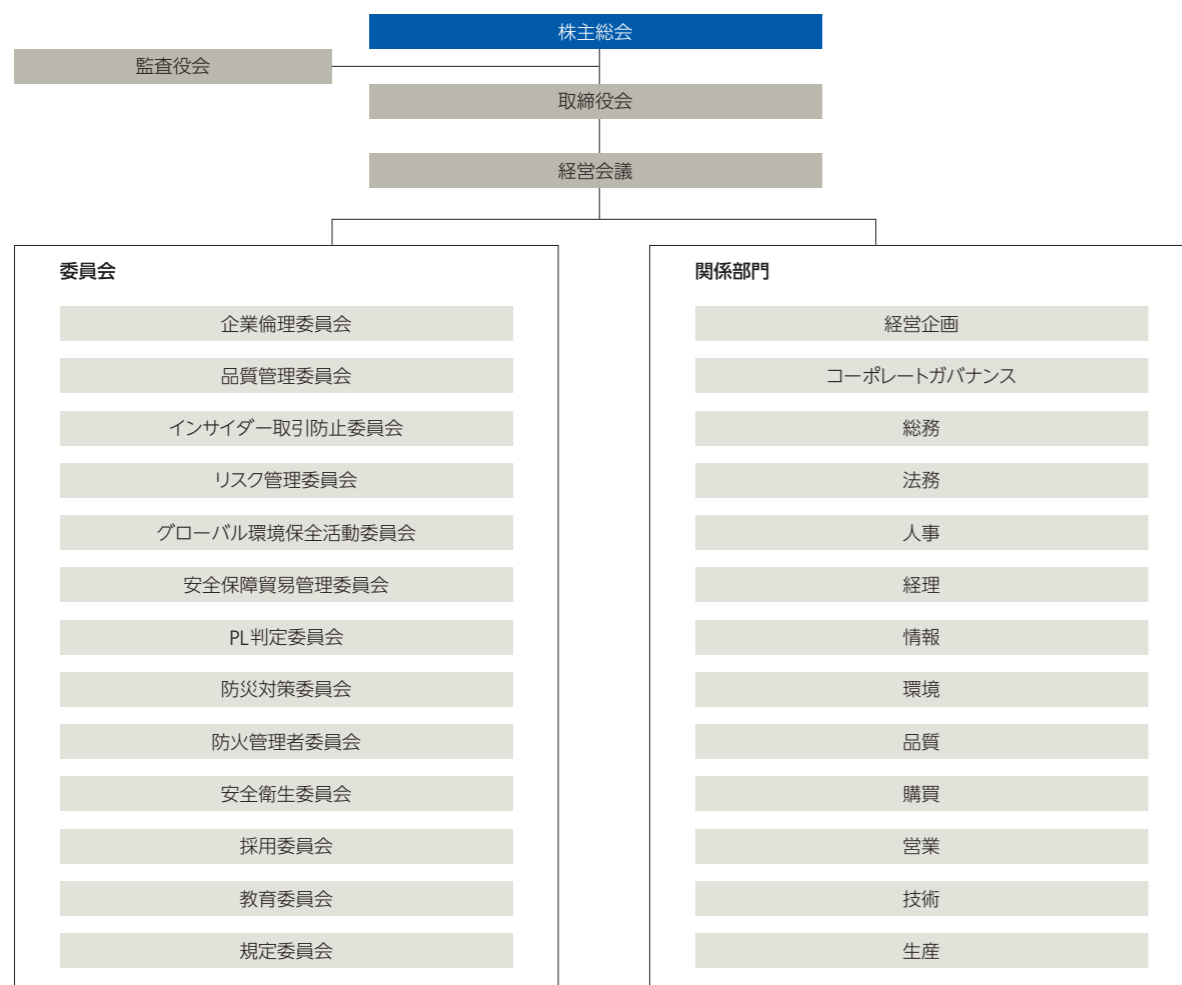 株主総会
監査役会
取締役会
経営会議
委員会
企業倫理委員会
品質管理委員会
インサイダー取引防止委員会
リスク管理委員会
グローバル環境保全活動委員会
安全保障貿易管理委員会
PL判定委員会
防災対策委員会
防火管理者委員会
安全衛生委員会
採用委員会
教育委員会
規定委員会
関係部門
経営企画
コーポレートガバナンス
総務
法務
人事
経理
情報
環境
品質
購買
営業
技術
生産